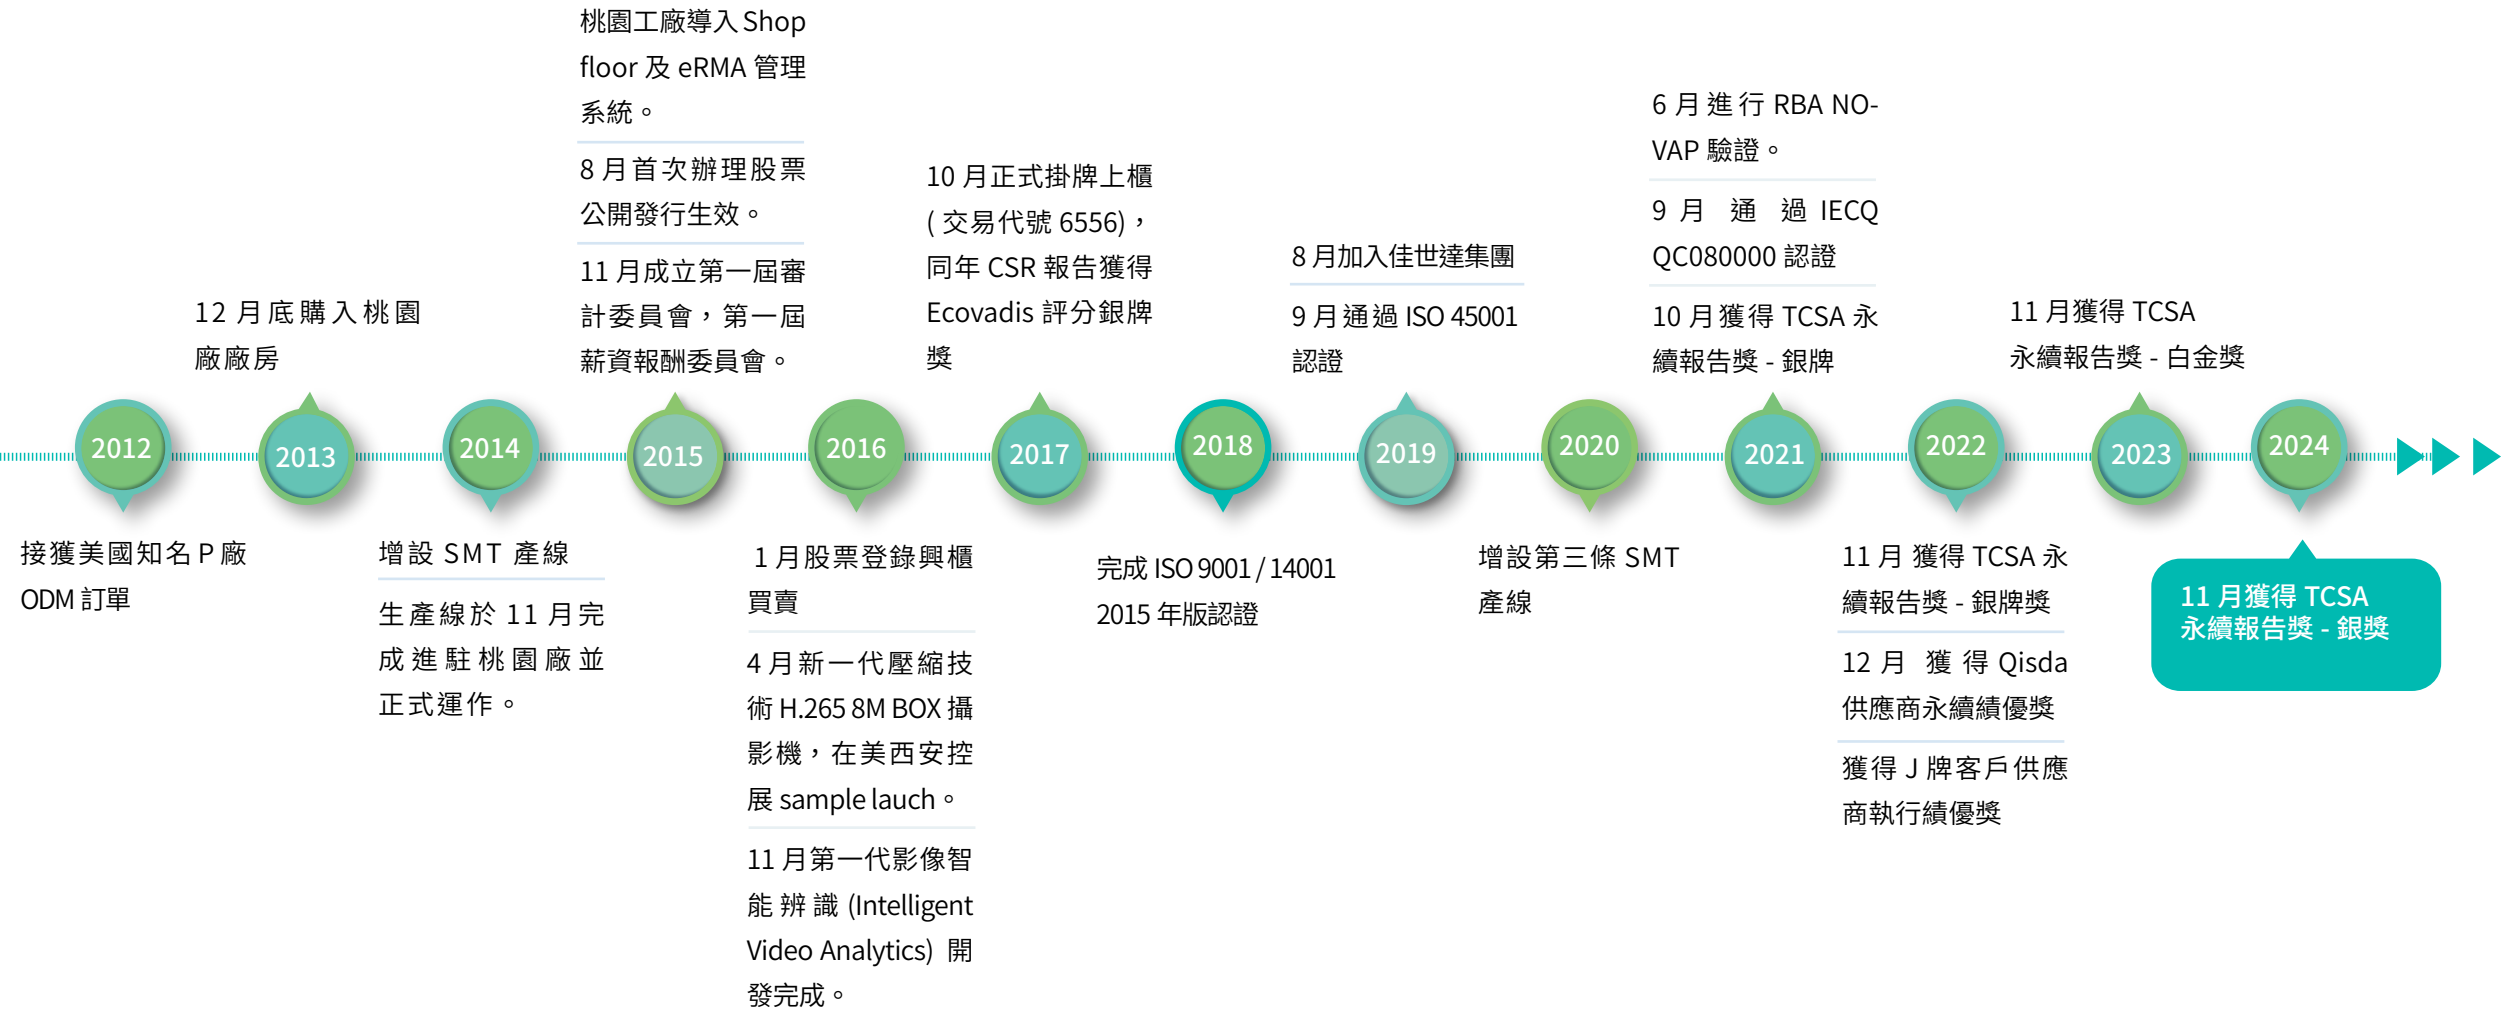 2012
接獲美國知名 P 廠
ODM 訂單
2013
12 月底購入桃園
廠廠房
2014
增設 SMT 產線
生產線於 11 月完
成進駐桃園廠並
正式運作。
2015
桃園工廠導入 Shop
floor 及 eRMA 管理
系統。
8 月首次辦理股票
公開發行生效。
11 月成立第一屆審
計委員會，第一屆
薪資報酬委員會。
2016
1 月股票登錄興櫃
買賣
4 月新一代壓縮技
術 H.265 8M BOX 攝
影機，在美西安控
展 sample lauch。
11 月第一代影像智
能辨識 (Intelligent
Video Analytics) 開
發完成。
2017
10 月正式掛牌上櫃
( 交易代號 6556)，
同年 CSR 報告獲得
Ecovadis 評分銀牌
獎
2018
完成 ISO 9001 / 14001
2015 年版認證
2019
8 月加入佳世達集團
9 月通過 ISO 45001
認證
2020
增設第三條 SMT
產線
2021
6 月進行 RBA NO-
VAP 驗證。
9 月 通 過 IECQ
QC080000 認證
10 月獲得 TCSA 永
續報告獎 - 銀牌
2022
11 月 獲得 TCSA 永
續報告獎 - 銀牌獎
12 月 獲得 Qisda
供應商永續績優獎
獲得 J 牌客戶供應
商執行績優獎
2023
11 月獲得 TCSA
永續報告獎 - 白金獎
2024
11 月獲得 TCSA
永續報告獎 - 銀獎